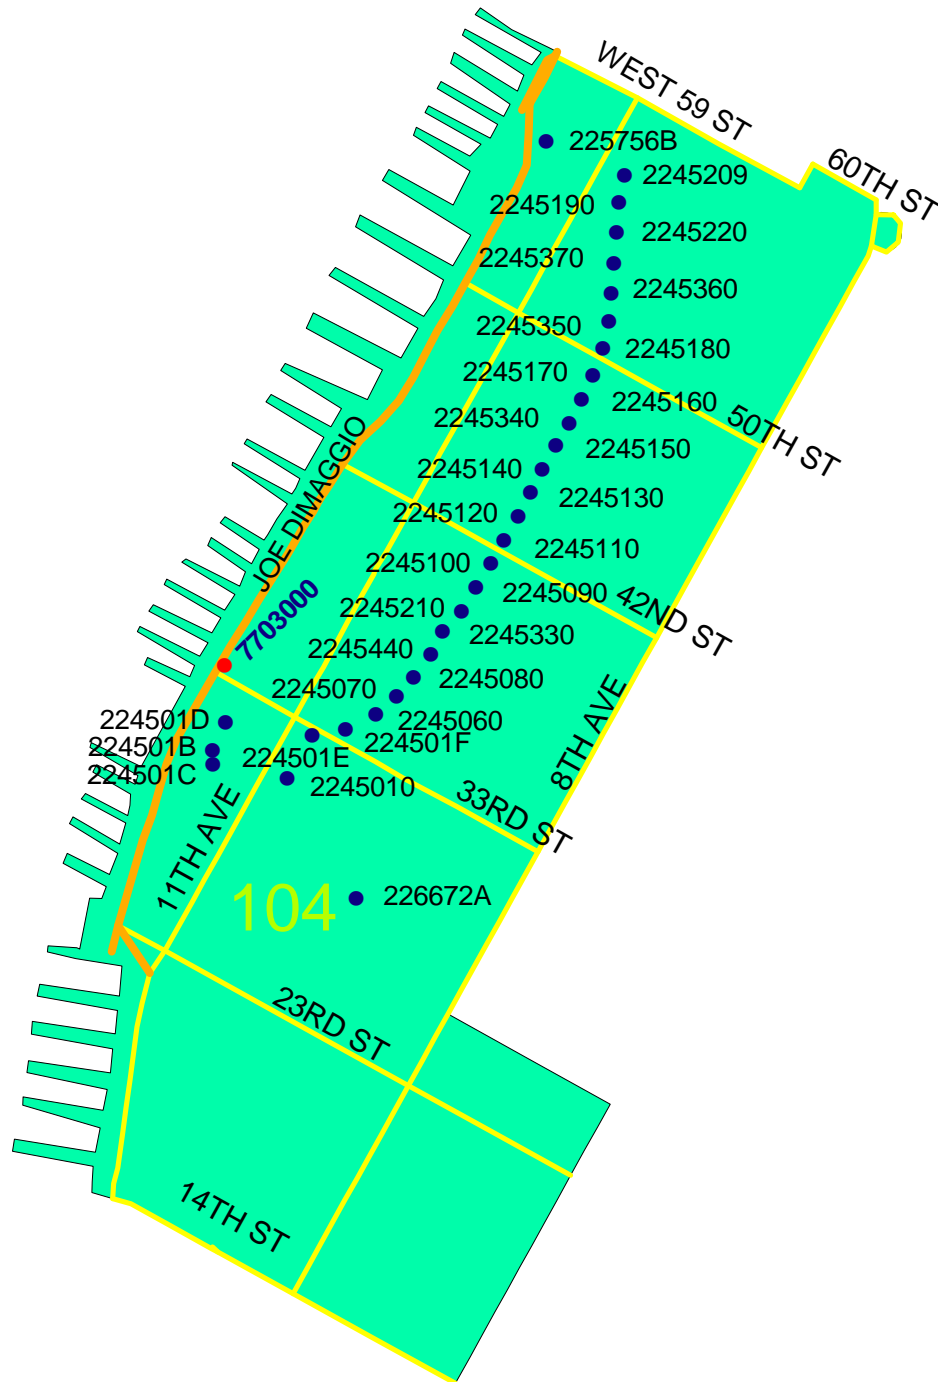 WEST 59 ST
60TH ST
225756B
2245209
2245190
2245220
2245370
2245360
2245350
2245180
2245170
2245160
2245340
50TH ST
2245150
2245140
2245130
2245120
JOE DIMAGGIO
2245110
2245100
2245090
42ND ST
2245210
2245330
7703000
2245440
2245080
2245070
8TH AVE
224501D
2245060
224501F
224501B
224501E
224501C
2245010
33RD ST
11TH AVE
104
226672A
23RD ST
14TH ST